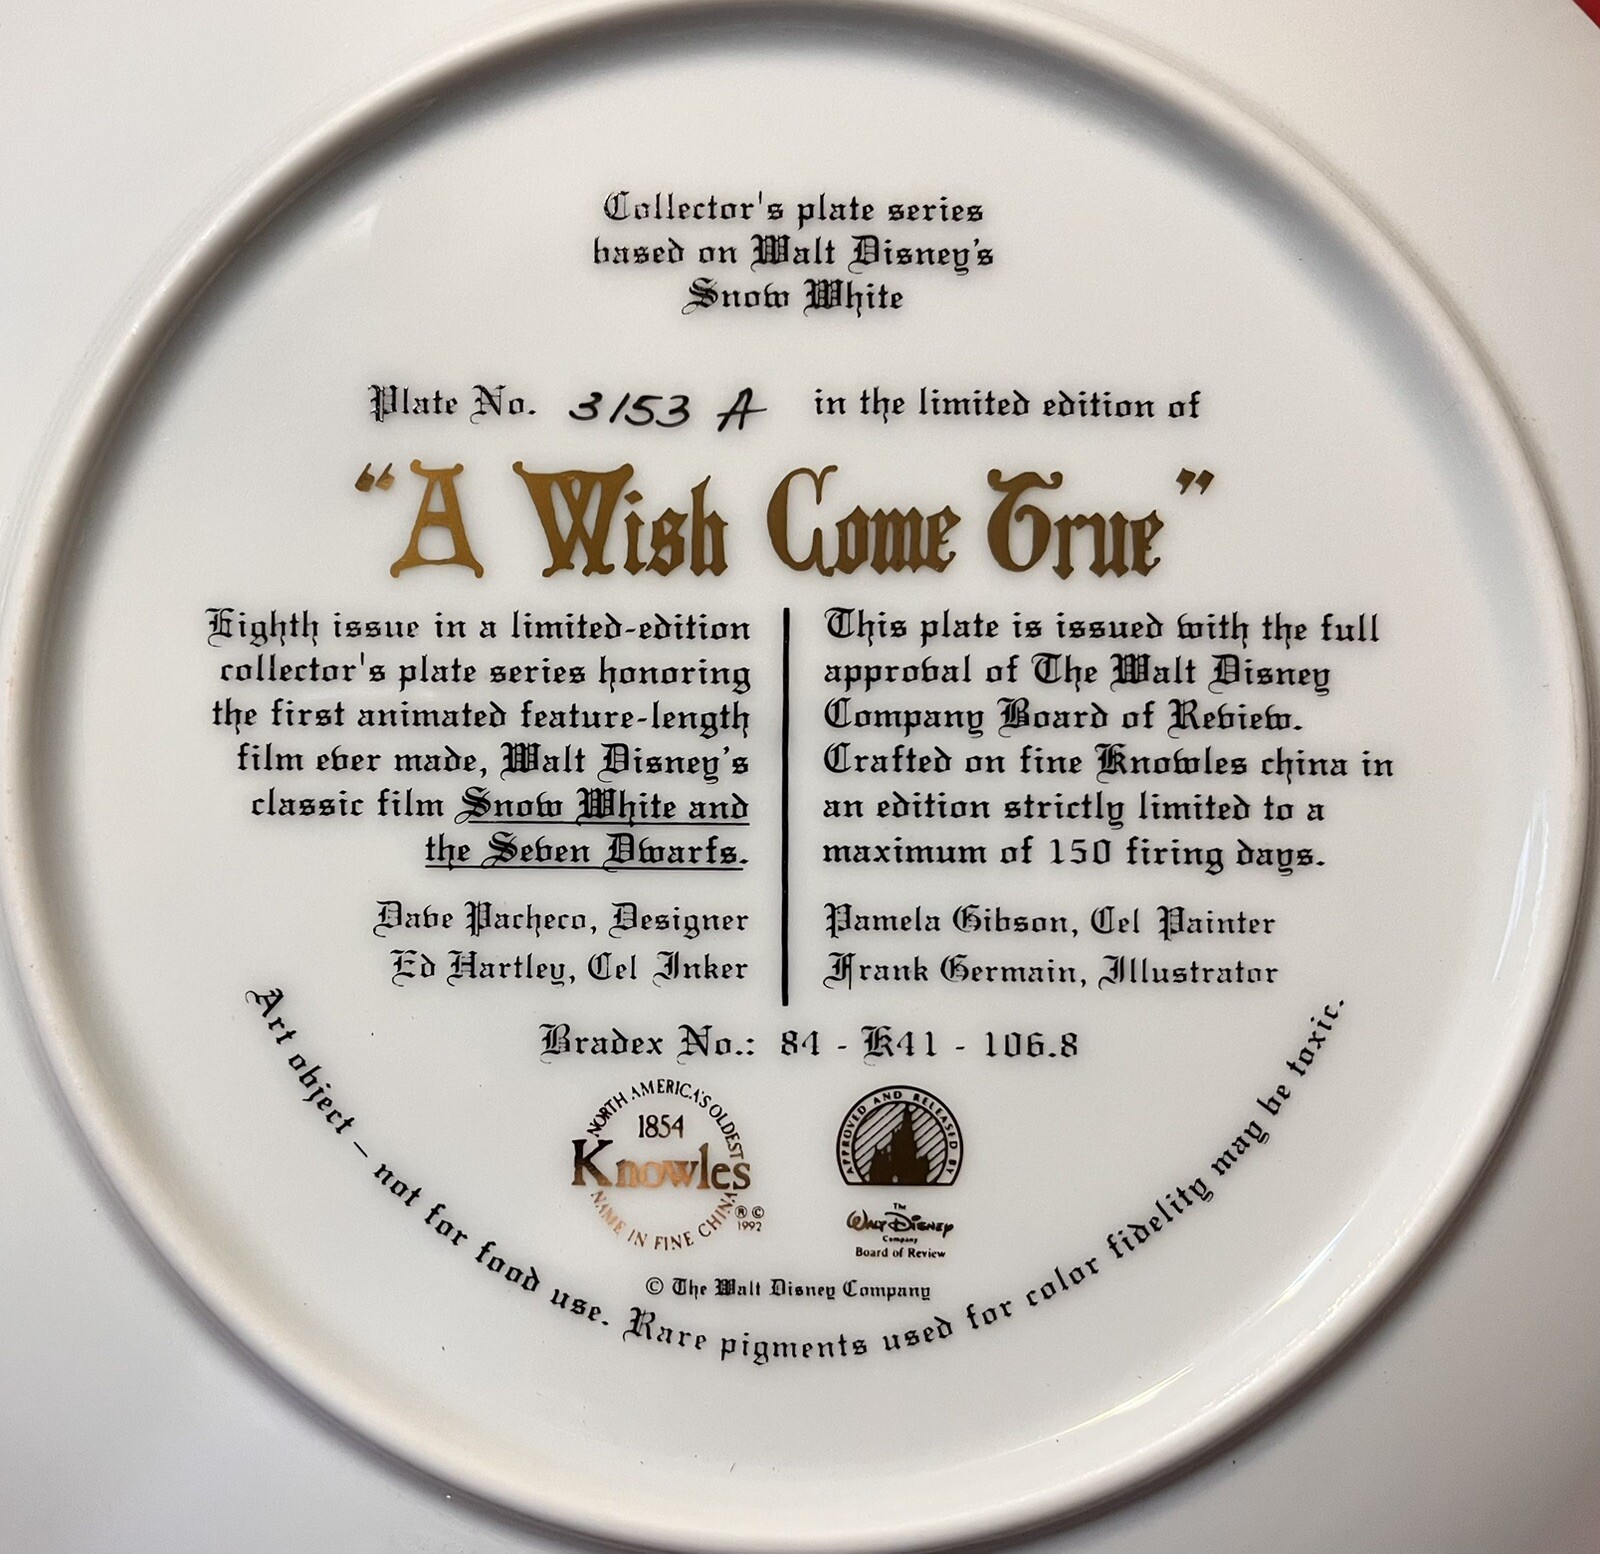 Collector's plate series
based on Walt Disney's
Snow White
Plate No. 3153 A in the limited edition of
“A Wish Come True”
Eighth issue in a limited-edition
collector's plate series honoring
the first animated feature-length
film ever made, Walt Disney's
classic film Snow White and
the Seven Dwarfs.
Dave Pacheco, Designer
Ed Hartley, Cel Inker
This plate is issued with the full
approval of The Walt Disney
Company Board of Review.
Crafted on fine Knowles china in
an edition strictly limited to a
maximum of 150 firing days.
Pamela Gibson, Cel Painter
Frank Germain, Illustrator
Bradex No.: 84 - K41 - 106.8
NORTH AMERICA'S OLDEST
1854
Knowles
NAME IN FINE CHINA
® ©
1992
APPROVED AND RELEASED BY
THE
WALT DISNEY
Company
Board of Review
© The Walt Disney Company
Art object – not for food use. Rare pigments used for color fidelity may be toxic.